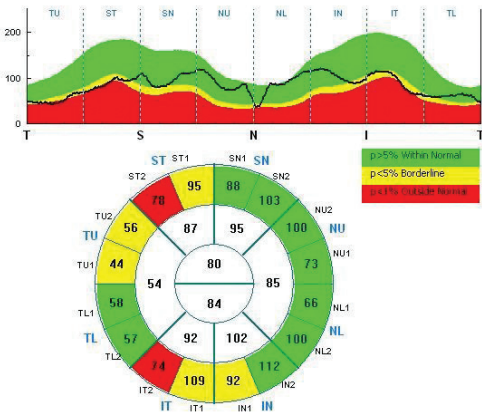 TU ST SN NU NL IN IT TL
200
100
0
T S N I T
p>5% Within Normal
p<5% Borderline
p<1% Outside Normal
ST ST1 SN1 SN
ST2 95 88 SN2
78 103
TU2 56 87 95 100 NU2
TU NU
80
TU1 44 73 NU1
54 85
TL1 58 84 66 NL1
TL NL
TL2 57 92 102 100 NL2
74 112
IT2 109 92 IN2
IT IT1 IN1 IN